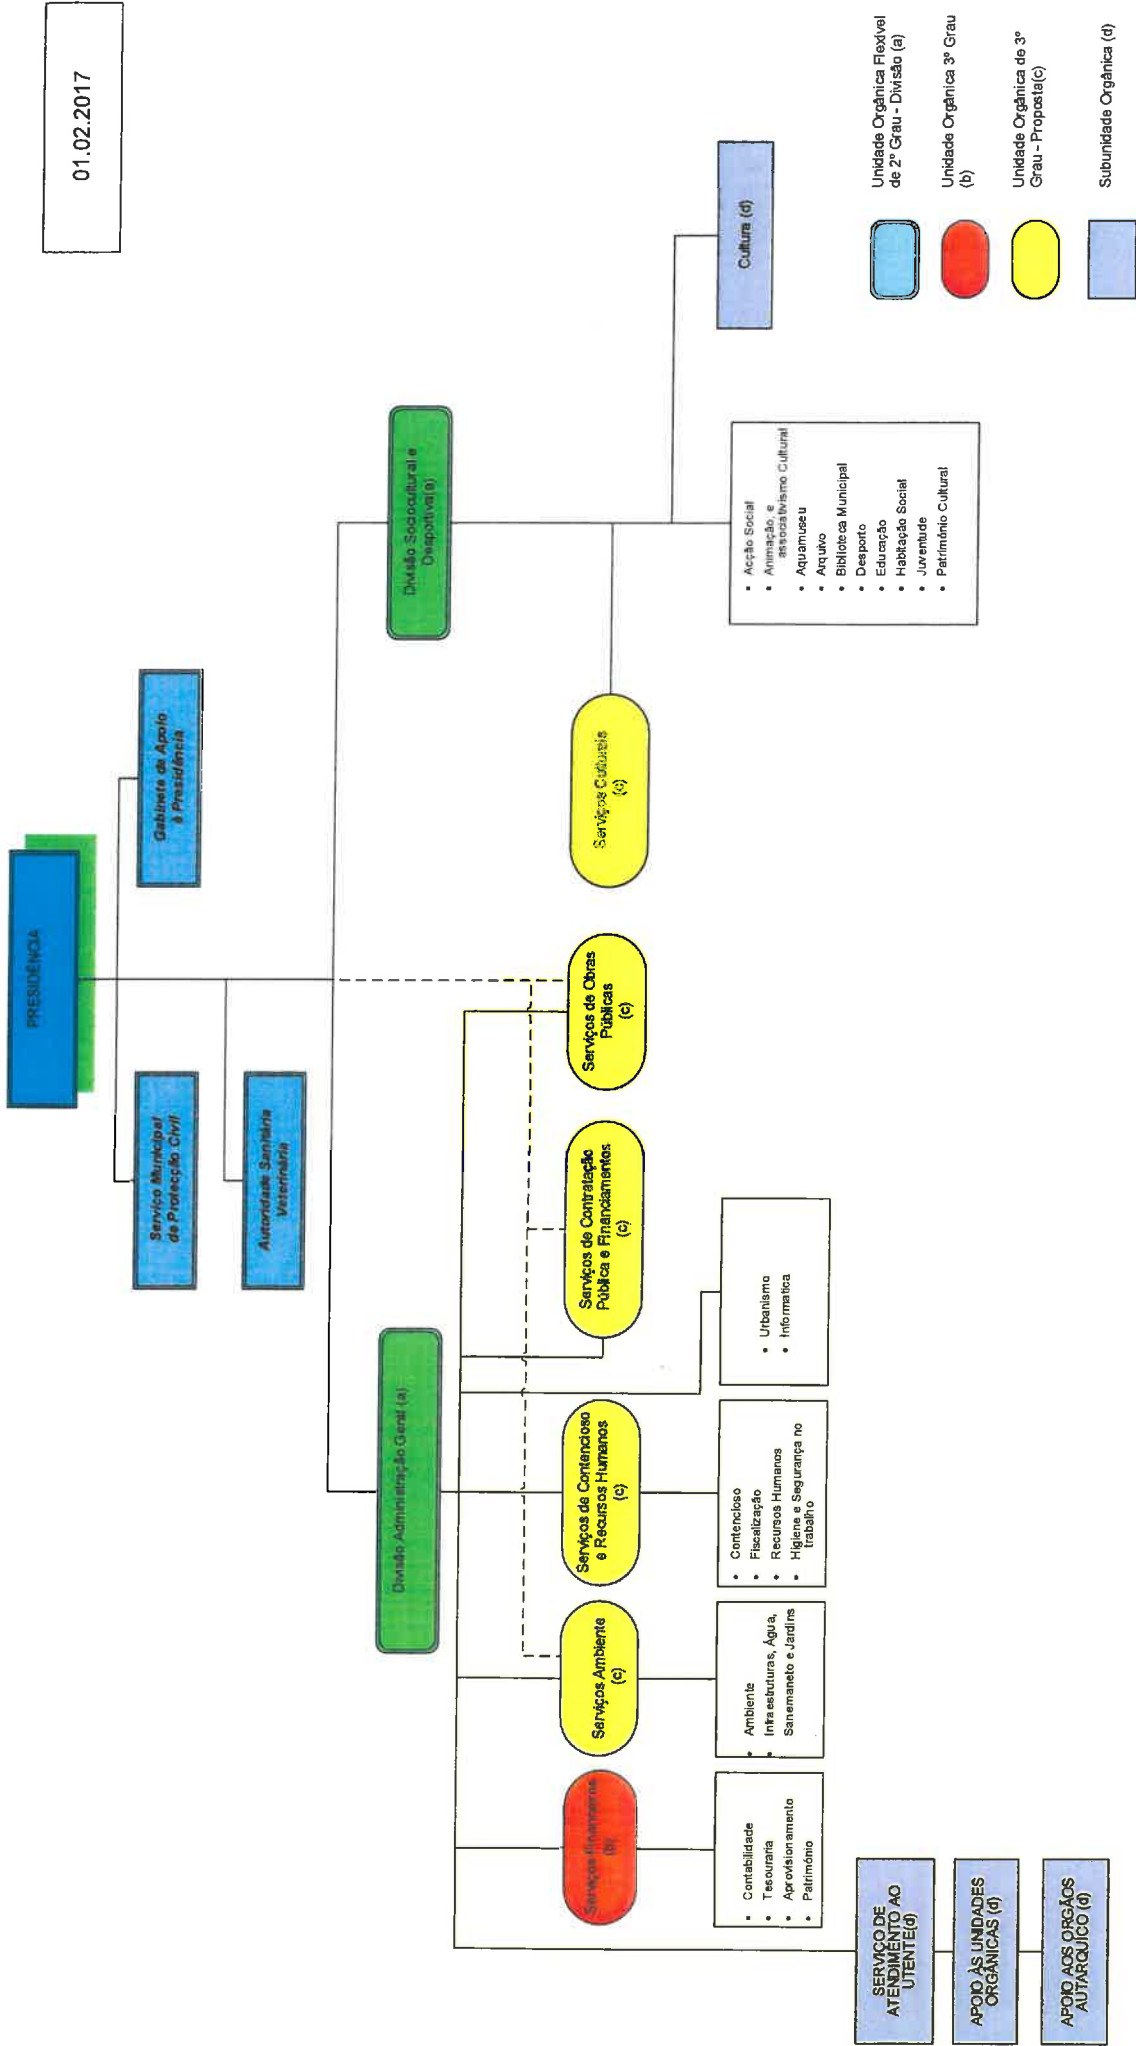 01.02.2017
PRESIDÊNCIA
Serviço Municipal
de Protecção Civil
Gabinete de Apoio
à Presidência
Autoridade Sanitária
Veterinária
Divisão Administração Geral (a)
Divisão Sociocultural e
Desportiva(a)
Serviços Financeiros
(b)
Serviços Ambiente
(c)
Serviços de Contencioso
e Recursos Humanos
(c)
Serviços de Contratação
Pública e Financiamentos
(c)
Serviços de Obras
Públicas
(c)
Serviços Culturais
(c)
Cultura (d)
• Contabilidade
• Tesouraria
• Aprovisionamento
• Património
• Ambiente
• Infraestruturas, Água,
Sanemaneto e Jardins
• Contencioso
• Fiscalização
• Recursos Humanos
• Higiene e Segurança no
trabalho
• Urbanismo
• Informatica
• Acção Social
• Animação, e
associativismo Cultural
• Aquamuseu
• Arquivo
• Biblioteca Municipal
• Desporto
• Educação
• Habitação Social
• Juventude
• Património Cultural
SERVIÇO DE
ATENDIMENTO AO
UTENTE(d)
APOIO ÀS UNIDADES
ORGÂNICAS (d)
APOIO AOS ORGÃOS
AUTARQUICO (d)
Unidade Orgânica Flexivel
de 2º Grau - Divisão (a)
Unidade Orgânica 3º Grau
(b)
Unidade Orgânica de 3º
Grau - Proposta(c)
Subunidade Orgânica (d)